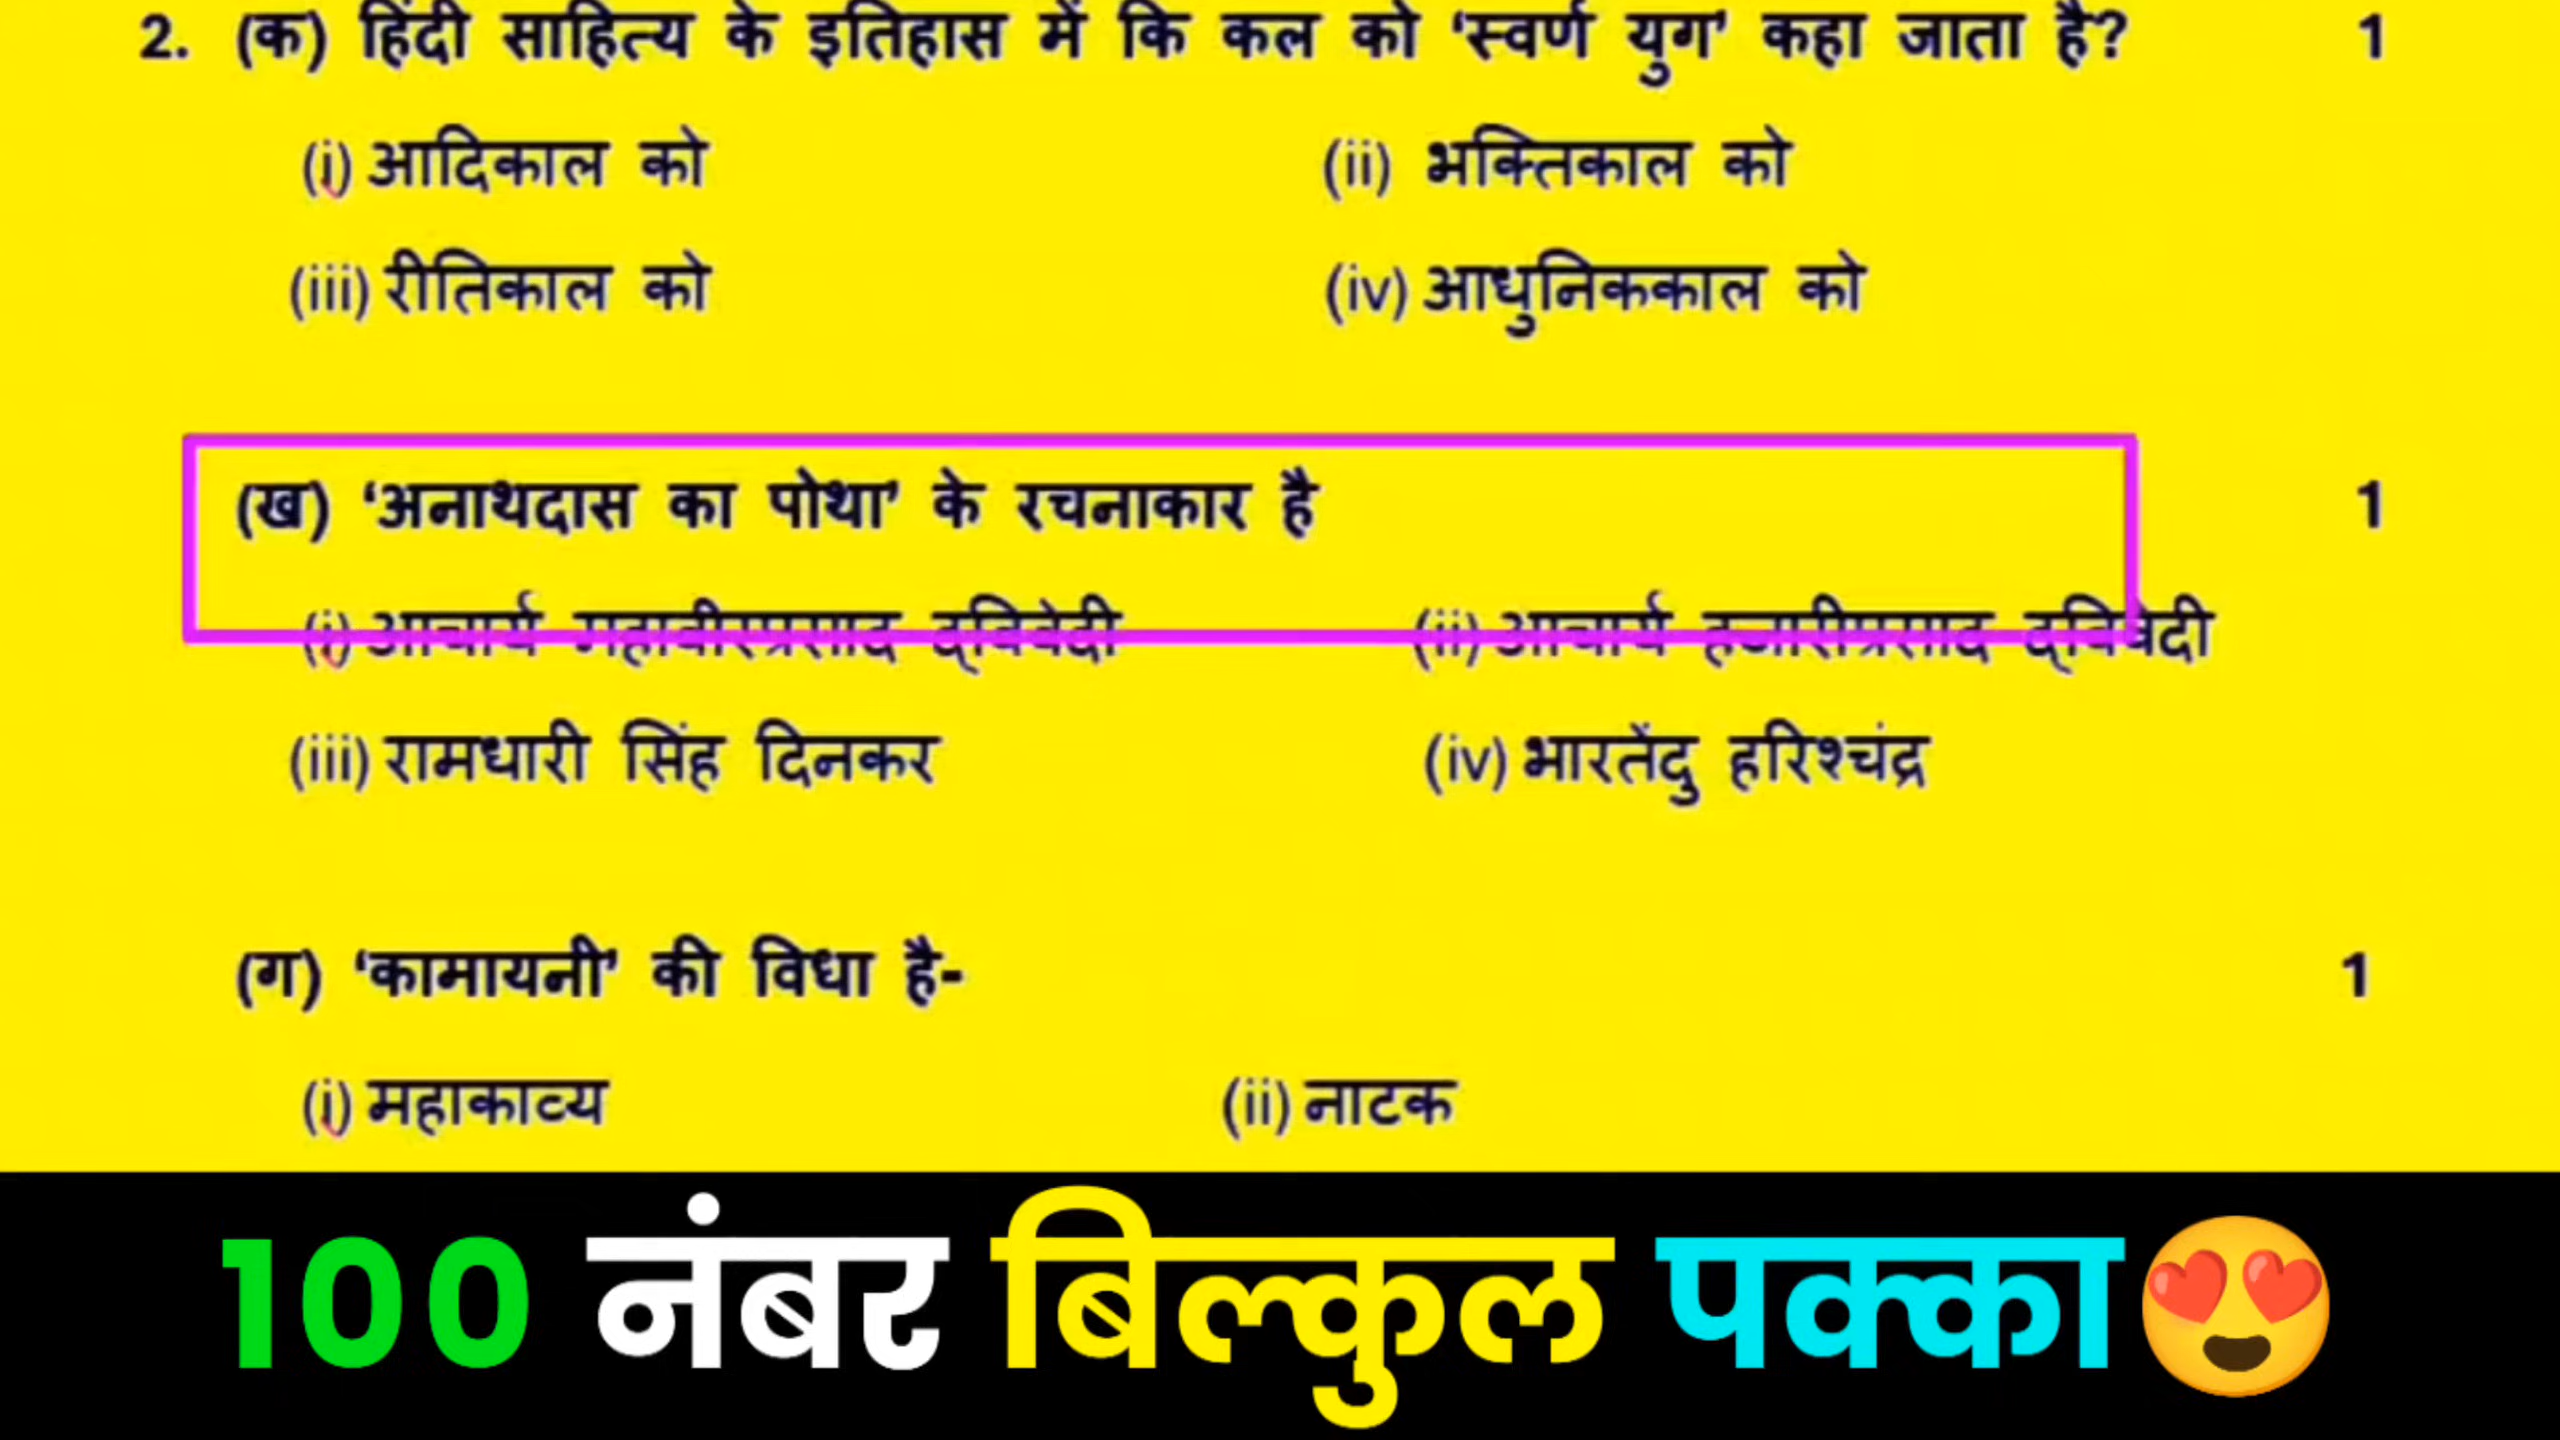 2. (क) हिंदी साहित्य के इतिहास में कि कल को ‘स्वर्ण युग’ कहा जाता है? 1
(i) आदिकाल को (ii) भक्तिकाल को
(iii) रीतिकाल को (iv) आधुनिककाल को
(ख) ‘अनाथदास का पोथा’ के रचनाकार है 1
(i) आचार्य महावीरप्रसाद द्विवेदी (ii) आचार्य हजारीप्रसाद द्विवेदी
(iii) रामधारी सिंह दिनकर (iv) भारतेंदु हरिश्चंद्र
(ग) ‘कामायनी’ की विधा है- 1
(i) महाकाव्य (ii) नाटक
100 नंबर बिल्कुल पक्का